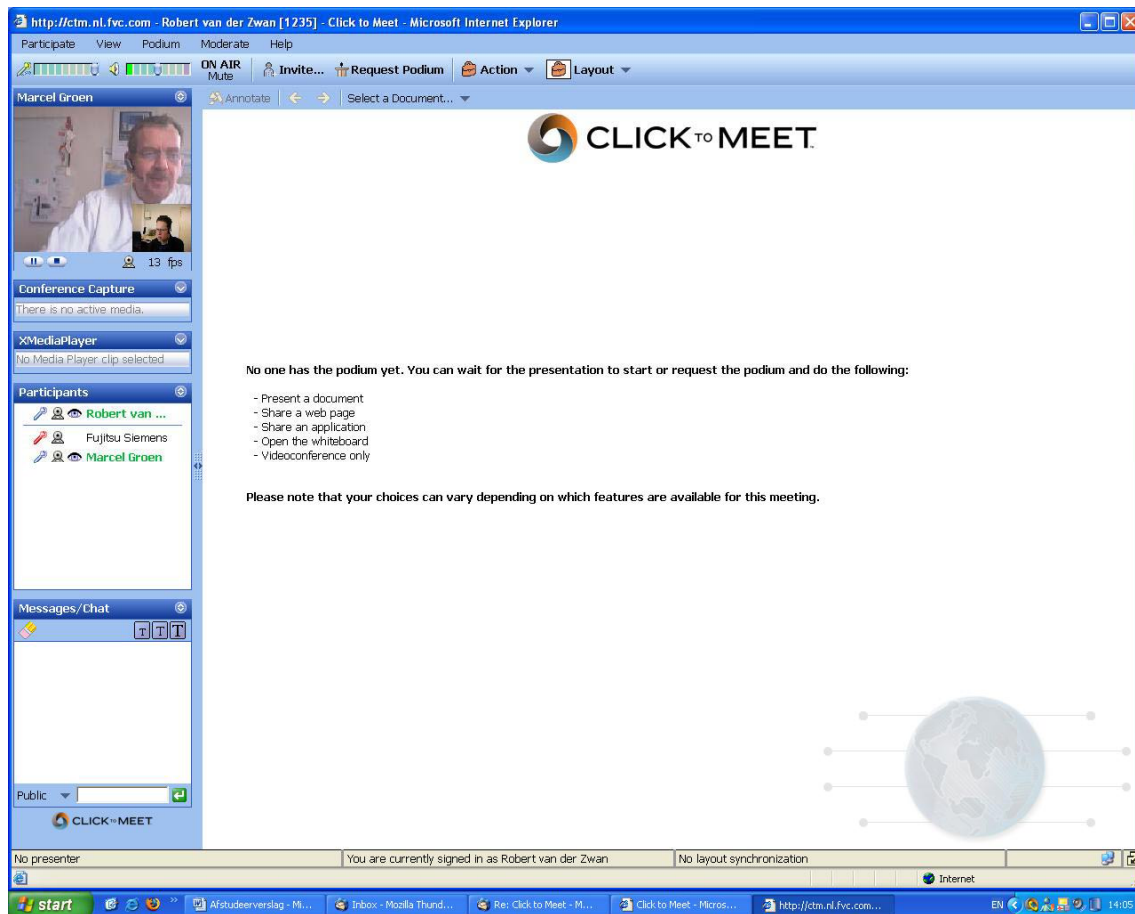 http://ctm.nl.fvc.com - Robert van der Zwan [1235] - Click to Meet - Microsoft Internet Explorer
Participate View Podium Moderate Help
ON AIR
Mute
Invite... Request Podium Action Layout
Marcel Groen
Annotate Select a Document...
CLICK TO MEET
13 fps
Conference Capture
There is no active media.
XMediaPlayer
No Media Player clip selected
No one has the podium yet. You can wait for the presentation to start or request the podium and do the following:
- Present a document
- Share a web page
- Share an application
- Open the whiteboard
- Videoconference only
Please note that your choices can vary depending on which features are available for this meeting.
Participants
Robert van ...
Fujitsu Siemens
Marcel Groen
Messages/Chat
T T T
Public
CLICK TO MEET
No presenter
You are currently signed in as Robert van der Zwan
No layout synchronization
Internet
start
Afstudeerverslag - Mi...
Inbox - Mozilla Thund...
Re: Click to Meet - M...
Click to Meet - Micros...
http://ctm.nl.fvc.com...
EN
14:05